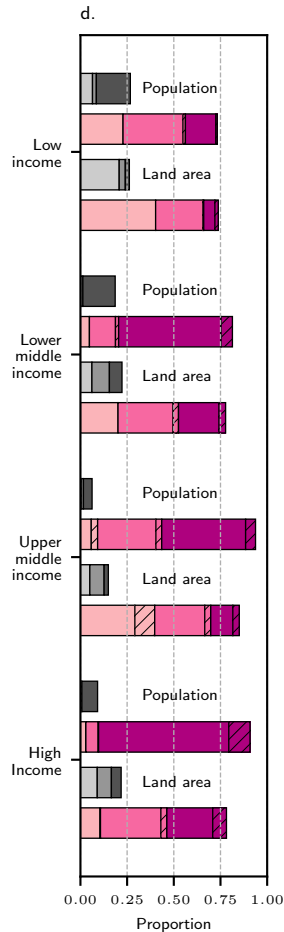 d.
Population
Low
income
Land area
Population
Lower
middle
income
Land area
Population
Upper
middle
income
Land area
Population
High
Income
Land area
0.00 0.25 0.50 0.75 1.00
Proportion